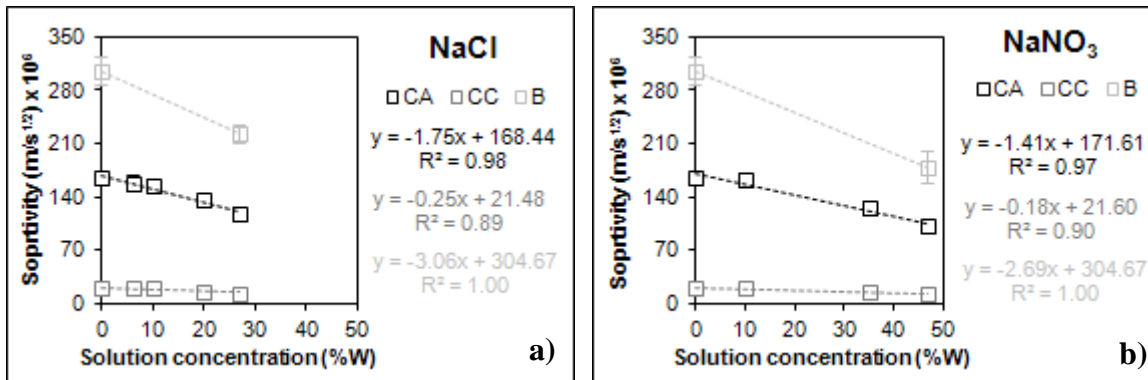 350
280
210
140
70
0
Soprtivity (m/s^1/2) x 10^6
NaCl
CA CC B
y = -1.75x + 168.44
R² = 0.98
y = -0.25x + 21.48
R² = 0.89
y = -3.06x + 304.67
R² = 1.00
0 10 20 30 40 50
Solution concentration (%W)
a)
350
280
210
140
70
0
Soprtivity (m/s^1/2) x 10^6
NaNO₃
CA CC B
y = -1.41x + 171.61
R² = 0.97
y = -0.18x + 21.60
R² = 0.90
y = -2.69x + 304.67
R² = 1.00
0 10 20 30 40 50
Solution concentration (%W)
b)